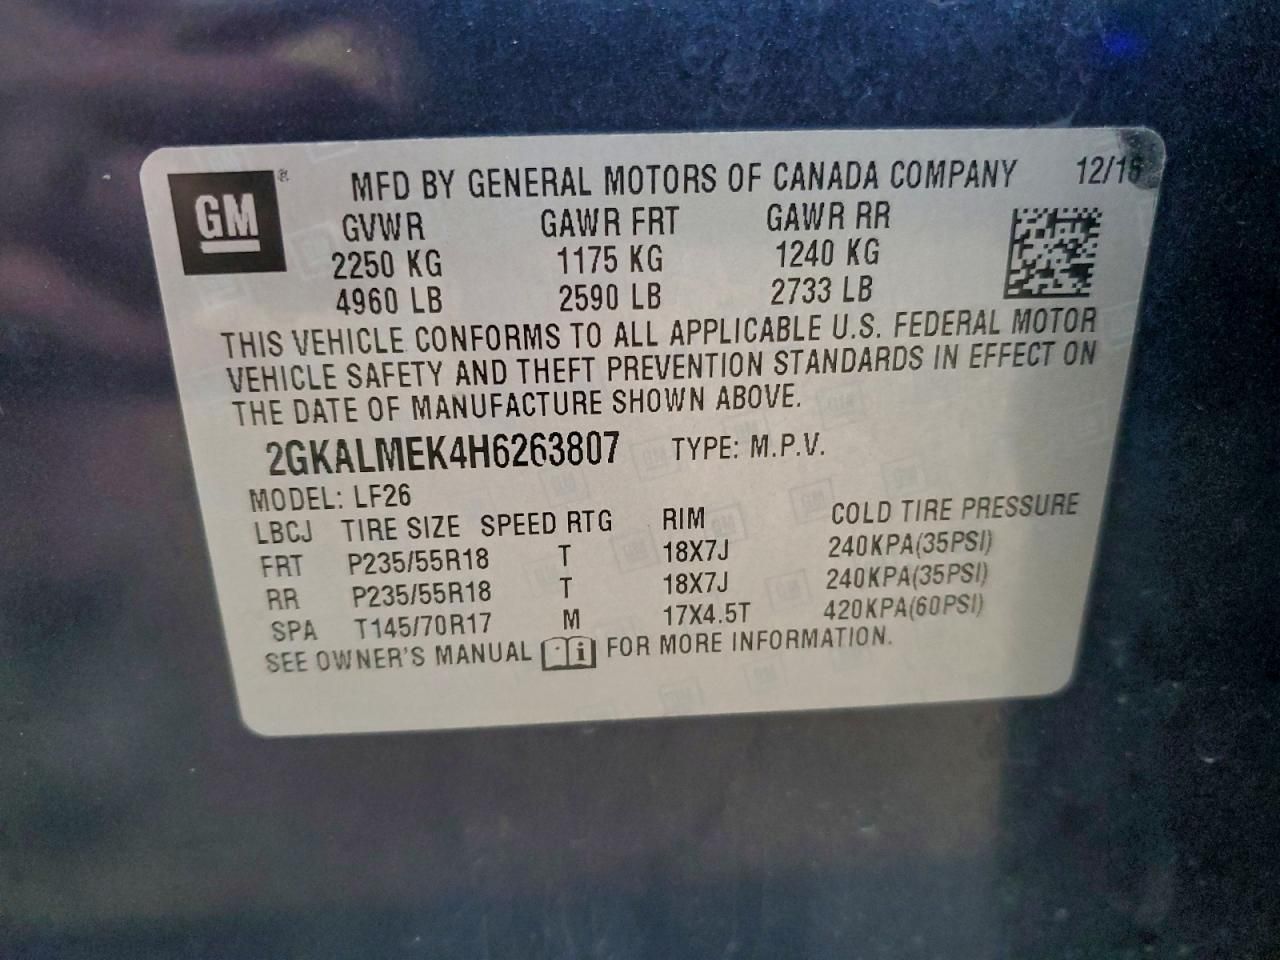 GM ® MFD BY GENERAL MOTORS OF CANADA COMPANY 12/16
GVWR GAWR FRT GAWR RR
2250 KG 1175 KG 1240 KG
4960 LB 2590 LB 2733 LB
THIS VEHICLE CONFORMS TO ALL APPLICABLE U.S. FEDERAL MOTOR
VEHICLE SAFETY AND THEFT PREVENTION STANDARDS IN EFFECT ON
THE DATE OF MANUFACTURE SHOWN ABOVE.
2GKALMEK4H6263807 TYPE: M.P.V.
MODEL: LF26
LBCJ TIRE SIZE SPEED RTG RIM COLD TIRE PRESSURE
FRT P235/55R18 T 18X7J 240KPA(35PSI)
RR P235/55R18 T 18X7J 240KPA(35PSI)
SPA T145/70R17 M 17X4.5T 420KPA(60PSI)
SEE OWNER'S MANUAL i FOR MORE INFORMATION.